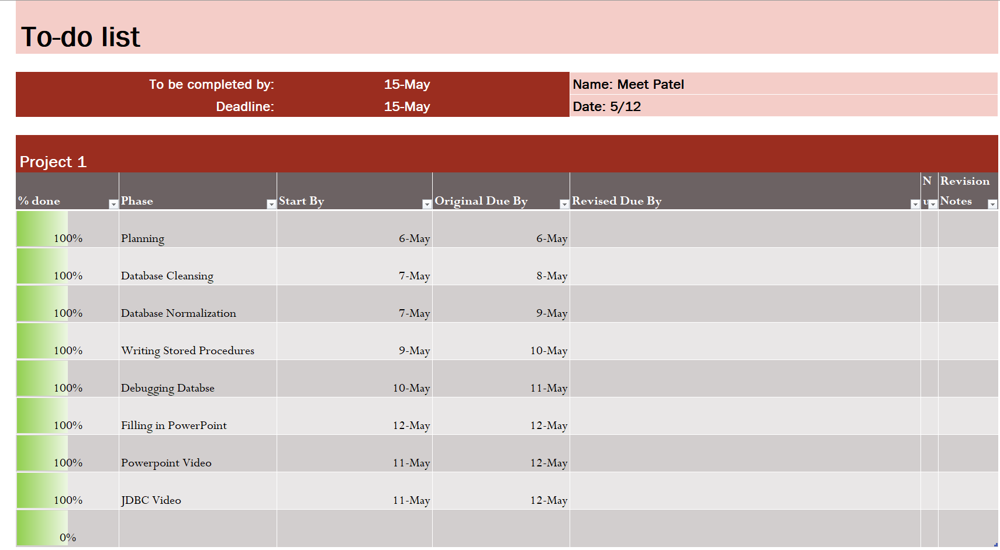 To-do list
To be completed by: 15-May Name: Meet Patel
Deadline: 15-May Date: 5/12
Project 1
% done Phase Start By Original Due By Revised Due By Nu Revision Notes
100% Planning 6-May 6-May
100% Database Cleansing 7-May 8-May
100% Database Normalization 7-May 9-May
100% Writing Stored Procedures 9-May 10-May
100% Debugging Databse 10-May 11-May
100% Filling in PowerPoint 12-May 12-May
100% Powerpoint Video 11-May 12-May
100% JDBC Video 11-May 12-May
0%